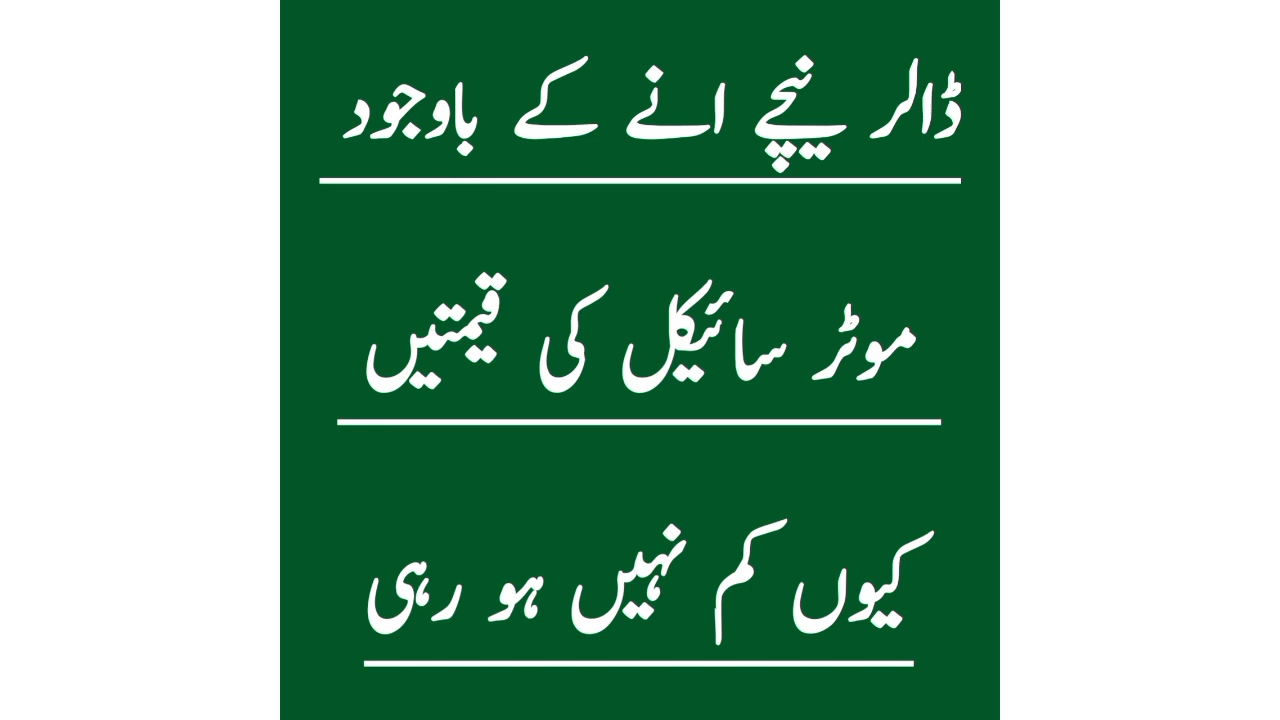 ڈالر نیچے انے کے باوجود
موٹر سائیکل کی قیمتیں
کیوں کم نہیں ہو رہی